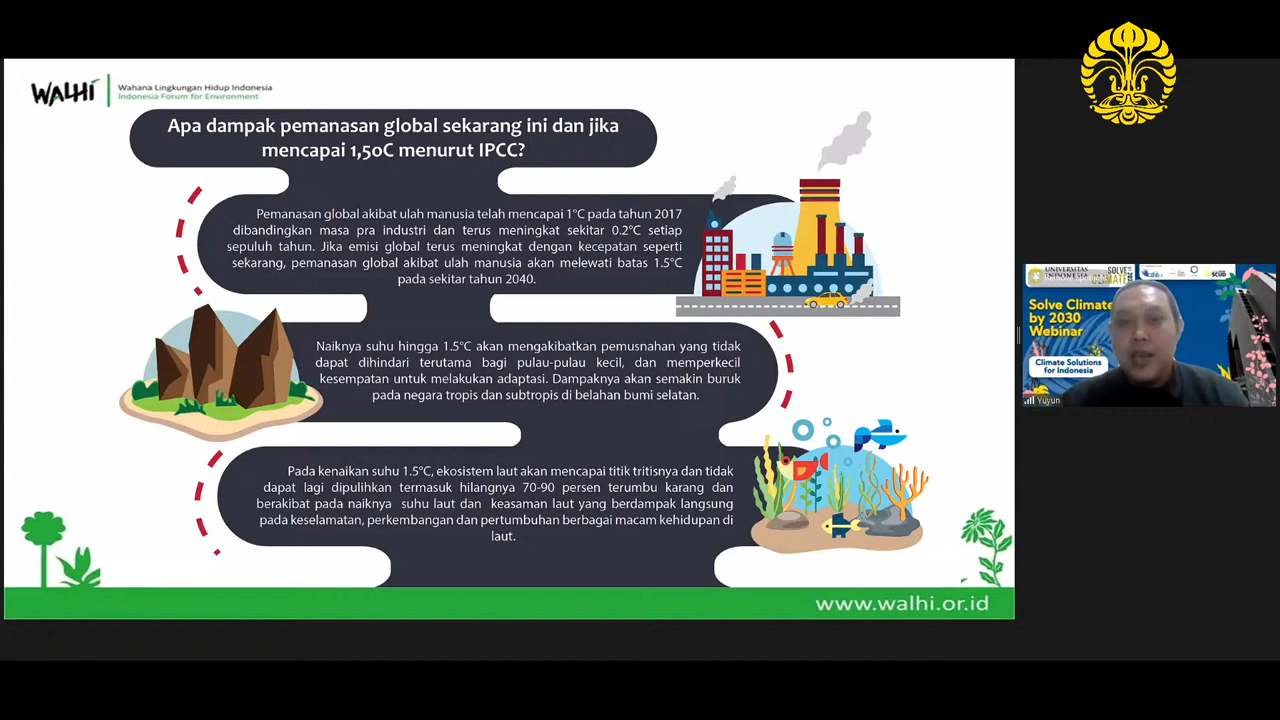 WALHI
Wahana Lingkungan Hidup Indonesia
Indonesia Forum for Environment
Apa dampak pemanasan global sekarang ini dan jika
mencapai 1,5oC menurut IPCC?
Pemanasan global akibat ulah manusia telah mencapai 1°C pada tahun 2017
dibandingkan masa pra industri dan terus meningkat sekitar 0.2°C setiap
sepuluh tahun. Jika emisi global terus meningkat dengan kecepatan seperti
sekarang, pemanasan global akibat ulah manusia akan melewati batas 1.5°C
pada sekitar tahun 2040.
Naiknya suhu hingga 1.5°C akan mengakibatkan pemusnahan yang tidak
dapat dihindari terutama bagi pulau-pulau kecil, dan memperkecil
kesempatan untuk melakukan adaptasi. Dampaknya akan semakin buruk
pada negara tropis dan subtropis di belahan bumi selatan.
Pada kenaikan suhu 1.5°C, ekosistem laut akan mencapai titik tritisnya dan tidak
dapat lagi dipulihkan termasuk hilangnya 70-90 persen terumbu karang dan
berakibat pada naiknya suhu laut dan keasaman laut yang berdampak langsung
pada keselamatan, perkembangan dan pertumbuhan berbagai macam kehidupan di
laut.
www.walhi.or.id
UNIVERSITAS
INDONESIA
SOLVE
CLIMATE
Solve Climate
by 2030
Webinar
Climate Solutions
for Indonesia
Yuyun